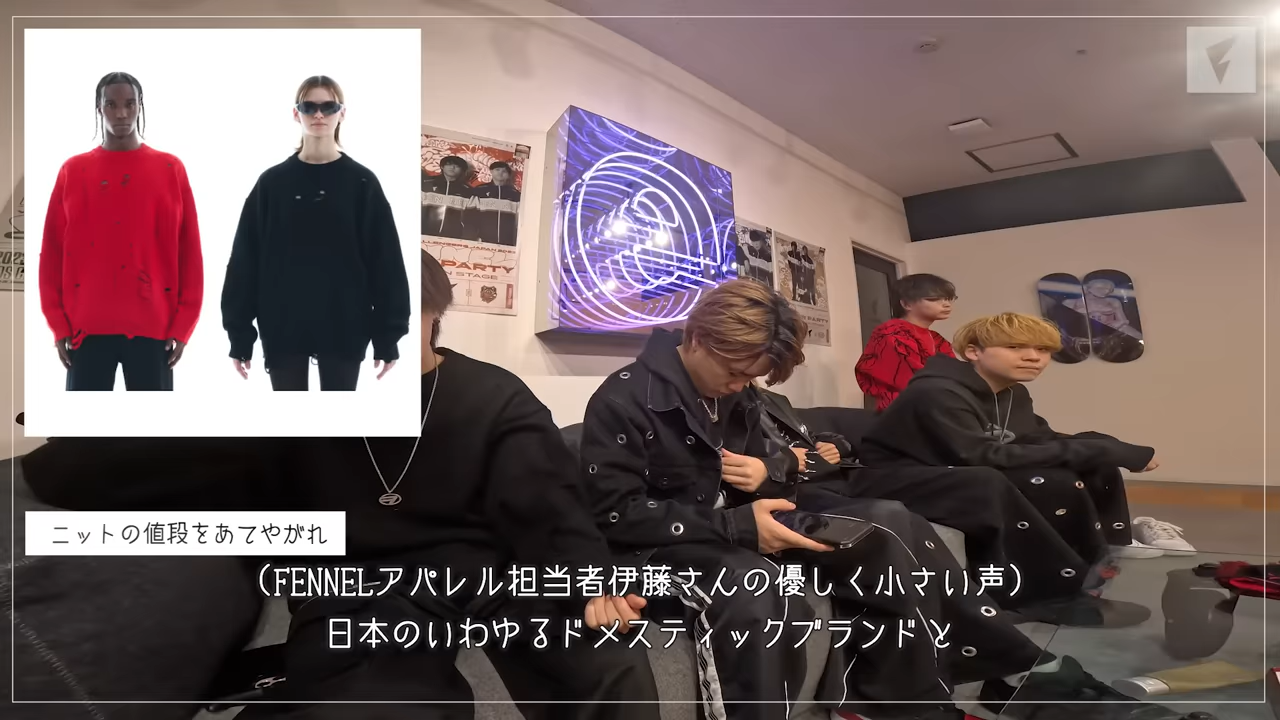 PARTY
ニットの値段をあてやがれ
(FENNELアパレル担当者伊藤さんの優しく小さい声)
日本のいわゆるドメスティックブランドと